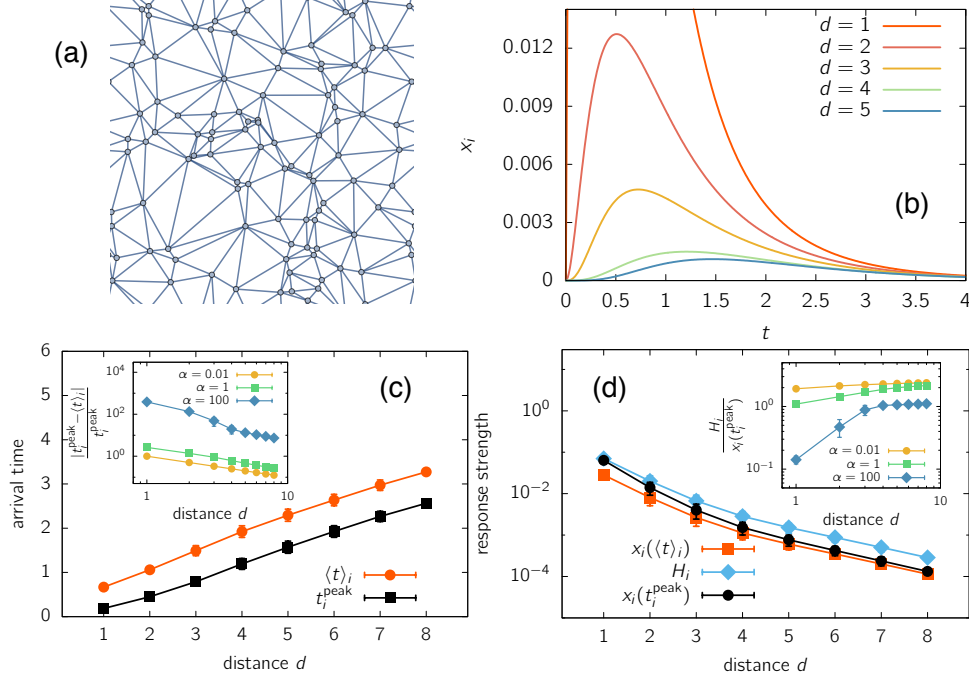 (a)
0.012
0.009
0.006
0.003
0
x_i
d = 1
d = 2
d = 3
d = 4
d = 5
(b)
0 0.5 1 1.5 2 2.5 3 3.5 4
t
6
5
4
3
2
1
0
arrival time
|t_i^peak − ⟨t⟩_i|
t_i^peak
10^4
10^2
10^0
α = 0.01
α = 1
α = 100
1 10
distance d
(c)
⟨t⟩_i
t_i^peak
1 2 3 4 5 6 7 8
distance d
response strength
10^0
10^−2
10^−4
(d)
H_i
x_i(t_i^peak)
10^0
10^−1
α = 0.01
α = 1
α = 100
1 10
distance d
x_i(⟨t⟩_i)
H_i
x_i(t_i^peak)
1 2 3 4 5 6 7 8
distance d